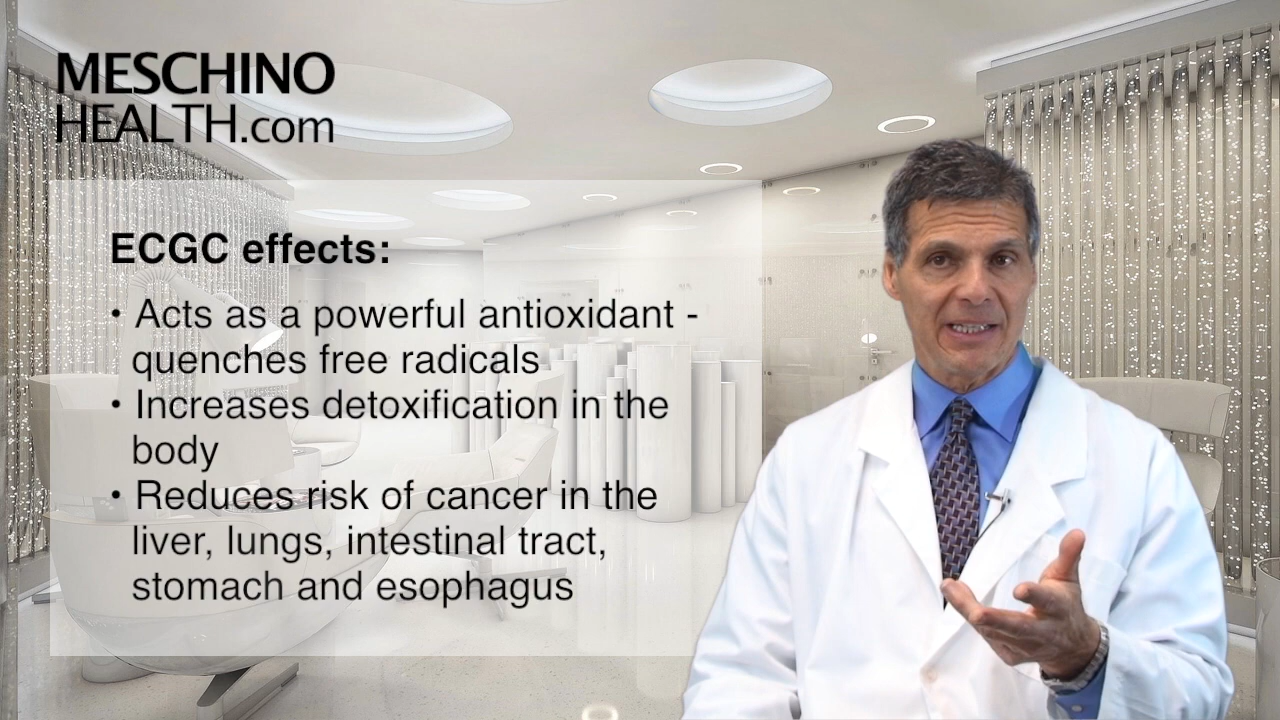 MESCHINO
HEALTH.com
ECGC effects:
• Acts as a powerful antioxidant -
quenches free radicals
• Increases detoxification in the
body
• Reduces risk of cancer in the
liver, lungs, intestinal tract,
stomach and esophagus